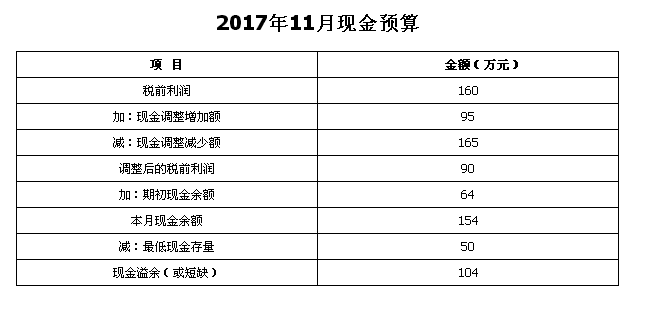 2017年11月现金预算
项 目 金额(万元)
税前利润 160
加:现金调整增加额 95
减:现金调整减少额 165
调整后的税前利润 90
加:期初现金余额 64
本月现金余额 154
减:最低现金存量 50
现金溢余(或短缺) 104